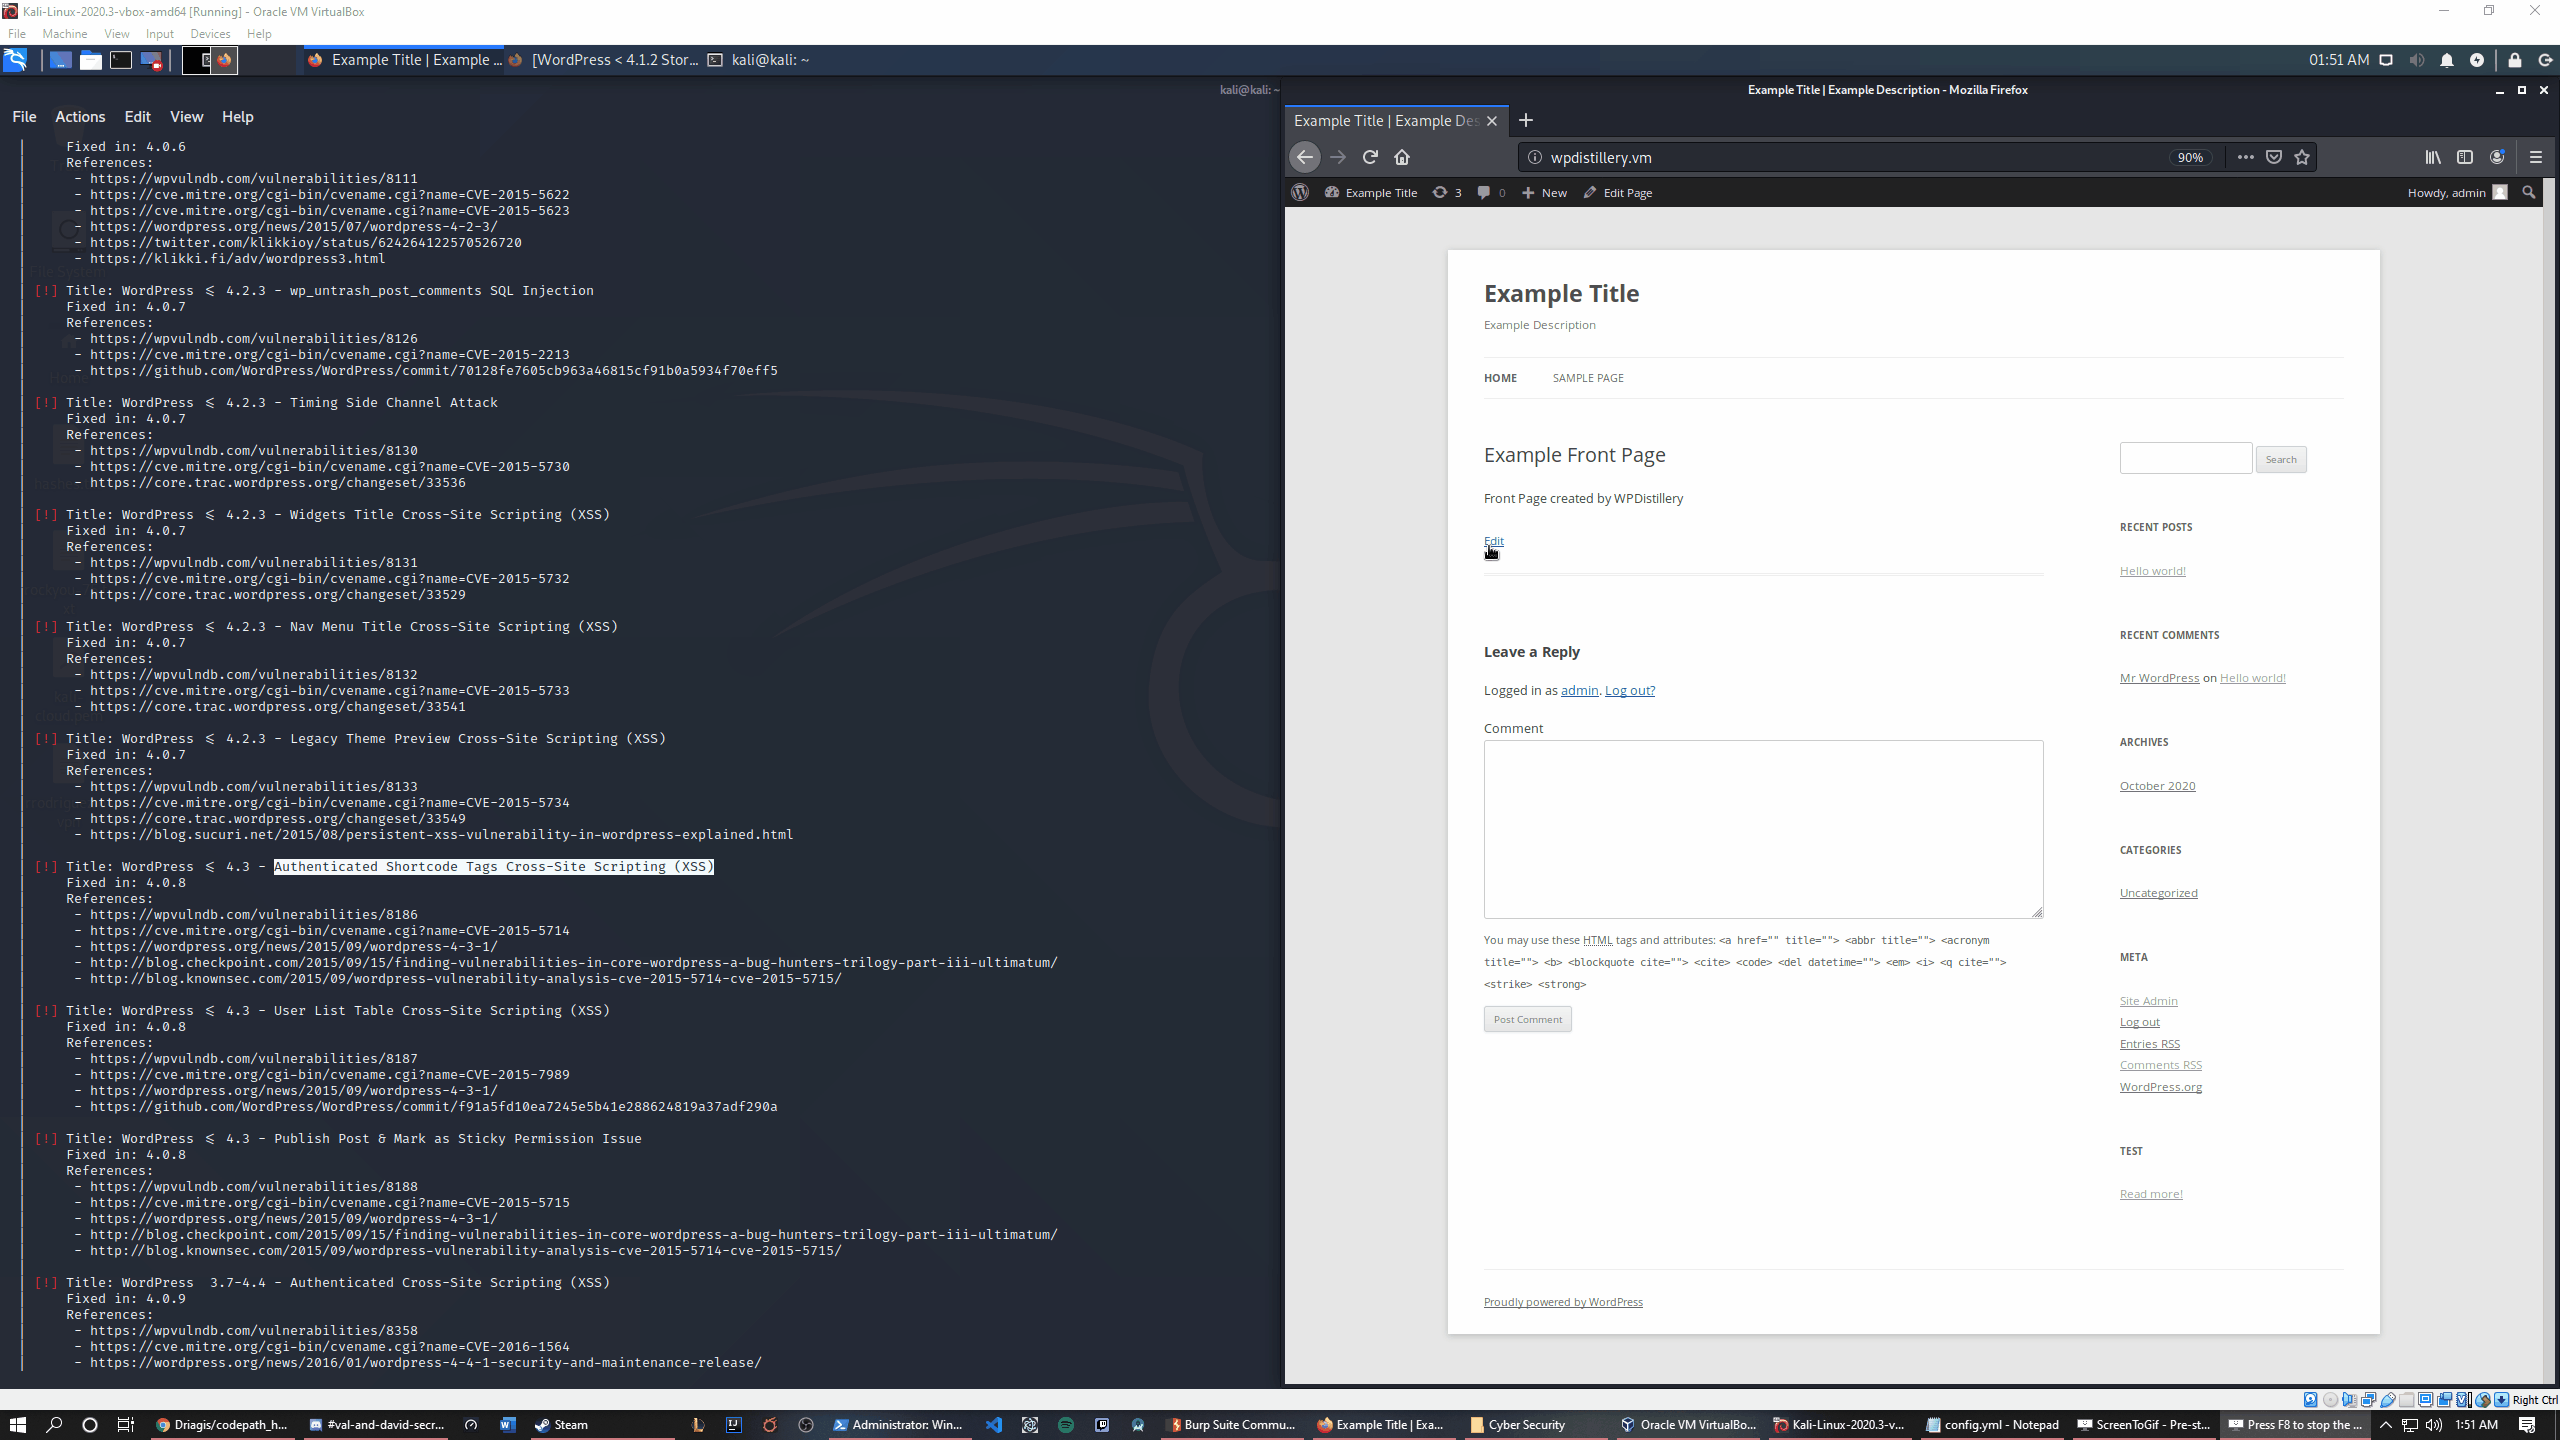 Kali-Linux-2020.3-vbox-amd64 [Running] - Oracle VM VirtualBox
File Machine View Input Devices Help
Example Title | Example ... [WordPress < 4.1.2 Stor... kali@kali: ~ 01:51 AM
kali@kali: ~
File Actions Edit View Help
Fixed in: 4.0.6
References:
- https://wpvulndb.com/vulnerabilities/8111
- https://cve.mitre.org/cgi-bin/cvename.cgi?name=CVE-2015-5622
- https://cve.mitre.org/cgi-bin/cvename.cgi?name=CVE-2015-5623
- https://wordpress.org/news/2015/07/wordpress-4-2-3/
- https://twitter.com/klikkioy/status/624264122570526720
- https://klikki.fi/adv/wordpress3.html
[!] Title: WordPress ≤ 4.2.3 - wp_untrash_post_comments SQL Injection
Fixed in: 4.0.7
References:
- https://wpvulndb.com/vulnerabilities/8126
- https://cve.mitre.org/cgi-bin/cvename.cgi?name=CVE-2015-2213
- https://github.com/WordPress/WordPress/commit/70128fe7605cb963a46815cf91b0a5934f70eff5
[!] Title: WordPress ≤ 4.2.3 - Timing Side Channel Attack
Fixed in: 4.0.7
References:
- https://wpvulndb.com/vulnerabilities/8130
- https://cve.mitre.org/cgi-bin/cvename.cgi?name=CVE-2015-5730
- https://core.trac.wordpress.org/changeset/33536
[!] Title: WordPress ≤ 4.2.3 - Widgets Title Cross-Site Scripting (XSS)
Fixed in: 4.0.7
References:
- https://wpvulndb.com/vulnerabilities/8131
- https://cve.mitre.org/cgi-bin/cvename.cgi?name=CVE-2015-5732
- https://core.trac.wordpress.org/changeset/33529
[!] Title: WordPress ≤ 4.2.3 - Nav Menu Title Cross-Site Scripting (XSS)
Fixed in: 4.0.7
References:
- https://wpvulndb.com/vulnerabilities/8132
- https://cve.mitre.org/cgi-bin/cvename.cgi?name=CVE-2015-5733
- https://core.trac.wordpress.org/changeset/33541
[!] Title: WordPress ≤ 4.2.3 - Legacy Theme Preview Cross-Site Scripting (XSS)
Fixed in: 4.0.7
References:
- https://wpvulndb.com/vulnerabilities/8133
- https://cve.mitre.org/cgi-bin/cvename.cgi?name=CVE-2015-5734
- https://core.trac.wordpress.org/changeset/33549
- https://blog.sucuri.net/2015/08/persistent-xss-vulnerability-in-wordpress-explained.html
[!] Title: WordPress ≤ 4.3 - Authenticated Shortcode Tags Cross-Site Scripting (XSS)
Fixed in: 4.0.8
References:
- https://wpvulndb.com/vulnerabilities/8186
- https://cve.mitre.org/cgi-bin/cvename.cgi?name=CVE-2015-5714
- https://wordpress.org/news/2015/09/wordpress-4-3-1/
- http://blog.checkpoint.com/2015/09/15/finding-vulnerabilities-in-core-wordpress-a-bug-hunters-trilogy-part-iii-ultimatum/
- http://blog.knownsec.com/2015/09/wordpress-vulnerability-analysis-cve-2015-5714-cve-2015-5715/
[!] Title: WordPress ≤ 4.3 - User List Table Cross-Site Scripting (XSS)
Fixed in: 4.0.8
References:
- https://wpvulndb.com/vulnerabilities/8187
- https://cve.mitre.org/cgi-bin/cvename.cgi?name=CVE-2015-7989
- https://wordpress.org/news/2015/09/wordpress-4-3-1/
- https://github.com/WordPress/WordPress/commit/f91a5fd10ea7245e5b41e288624819a37adf290a
[!] Title: WordPress ≤ 4.3 - Publish Post & Mark as Sticky Permission Issue
Fixed in: 4.0.8
References:
- https://wpvulndb.com/vulnerabilities/8188
- https://cve.mitre.org/cgi-bin/cvename.cgi?name=CVE-2015-5715
- https://wordpress.org/news/2015/09/wordpress-4-3-1/
- http://blog.checkpoint.com/2015/09/15/finding-vulnerabilities-in-core-wordpress-a-bug-hunters-trilogy-part-iii-ultimatum/
- http://blog.knownsec.com/2015/09/wordpress-vulnerability-analysis-cve-2015-5714-cve-2015-5715/
[!] Title: WordPress 3.7-4.4 - Authenticated Cross-Site Scripting (XSS)
Fixed in: 4.0.9
References:
- https://wpvulndb.com/vulnerabilities/8358
- https://cve.mitre.org/cgi-bin/cvename.cgi?name=CVE-2016-1564
- https://wordpress.org/news/2016/01/wordpress-4-4-1-security-and-maintenance-release/
Example Title | Example Description - Mozilla Firefox
Example Title | Example Des
wpdistillery.vm 90%
Example Title 3 0 New Edit Page Howdy, admin
Example Title
Example Description
HOME SAMPLE PAGE
Example Front Page
Front Page created by WPDistillery
Edit
Leave a Reply
Logged in as admin. Log out?
Comment
You may use these HTML tags and attributes: <a href="" title=""> <abbr title=""> <acronym
title=""> <b> <blockquote cite=""> <cite> <code> <del datetime=""> <em> <i> <q cite="">
<strike> <strong>
Post Comment
Search
RECENT POSTS
Hello world!
RECENT COMMENTS
Mr WordPress on Hello world!
ARCHIVES
October 2020
CATEGORIES
Uncategorized
META
Site Admin
Log out
Entries RSS
Comments RSS
WordPress.org
TEST
Read more!
Proudly powered by WordPress
Right Ctrl
Driagis/codepath_h... #val-and-david-secr... Steam Administrator: Win... Burp Suite Commu... Example Title | Exa... Cyber Security Oracle VM VirtualBo... Kali-Linux-2020.3-v... config.yml - Notepad ScreenToGif - Pre-st... Press F8 to stop the ... 1:51 AM